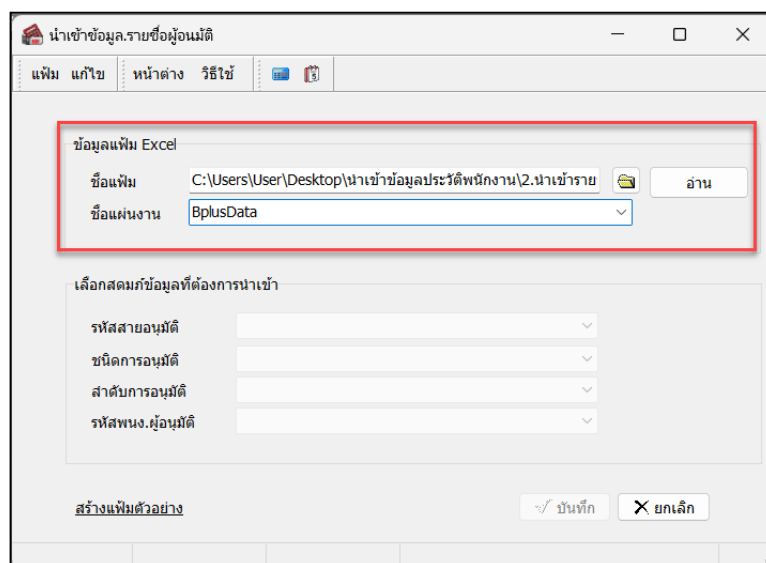 นำเข้าข้อมูล.รายชื่อผู้อนมัติ
แฟ้ม แก้ไข หน้าต่าง วิธีใช้
ข้อมูลแฟ้ม Excel
ชื่อแฟ้ม C:\Users\User\Desktop\นำเข้าข้อมูลประวัติพนักงาน\2.นำเข้าราย อ่าน
ชื่อแผ่นงาน BplusData
เลือกสดมภ์ข้อมูลที่ต้องการนำเข้า
รหัสสายอนุมัติ
ชนิดการอนุมัติ
ลำดับการอนุมัติ
รหัสพนง.ผู้อนุมัติ
สร้างแฟ้มตัวอย่าง บันทึก ยกเลิก